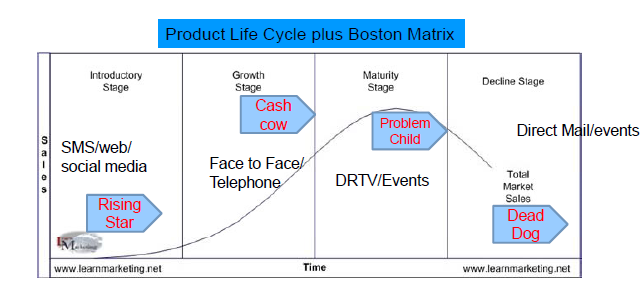 Product Life Cycle plus Boston Matrix
Introductory
Stage
Growth
Stage
Maturity
Stage
Decline Stage
Cash
cow
Problem
Child
Direct Mail/events
Sales
SMS/web/
social media
Face to Face/
Telephone
DRTV/Events
Total
Market
Sales
Rising
Star
Dead
Dog
www.learnmarketing.net
Time
www.learnmarketing.net